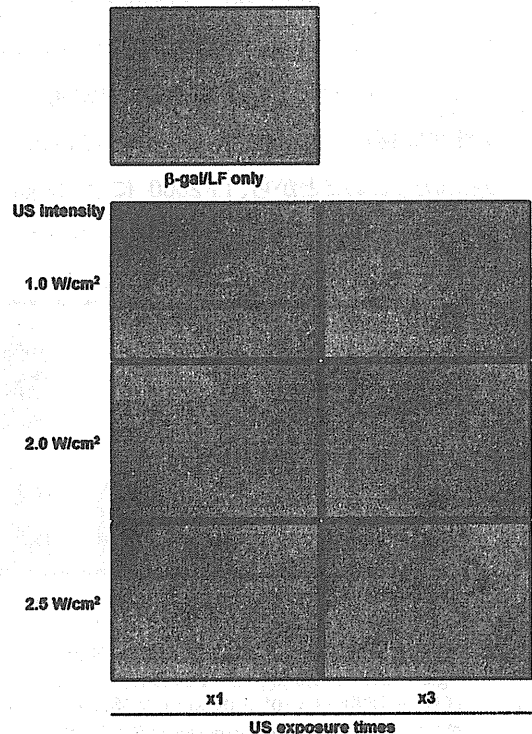 β-gal/LF only
US intensity
1.0 W/cm²
2.0 W/cm²
2.5 W/cm²
x1 x3
US exposure times